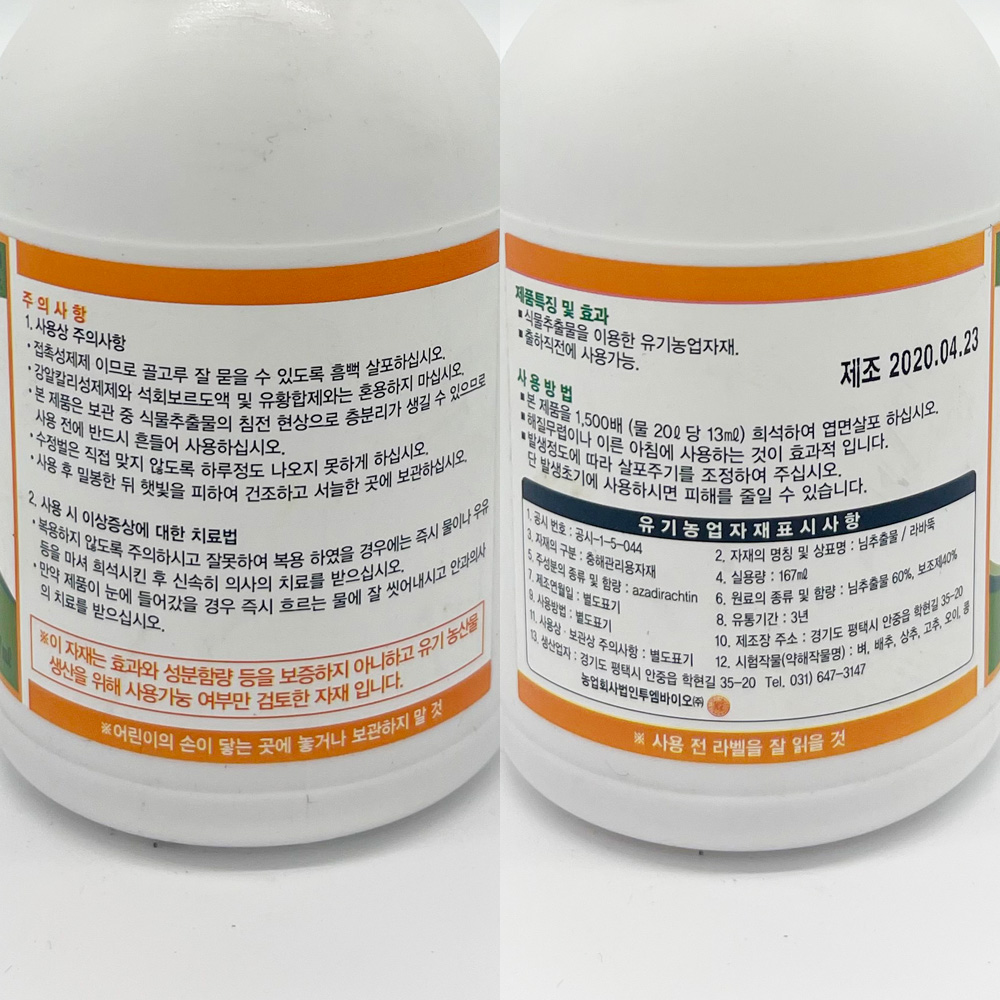 주의사항
1. 사용상 주의사항
· 접촉성제제 이므로 골고루 잘 묻을 수 있도록 흠뻑 살포하십시오.
· 강알칼리성제제와 석회보르도액 및 유황합제와는 혼용하지 마십시오.
· 본 제품은 보관 중 식물추출물의 침전 현상으로 층분리가 생길 수 있으므로
사용 전에 반드시 흔들어 사용하십시오.
· 수정벌은 직접 맞지 않도록 하루정도 나오지 못하게 하십시오.
· 사용 후 밀봉한 뒤 햇빛을 피하여 건조하고 서늘한 곳에 보관하십시오.
2. 사용 시 이상증상에 대한 치료법
· 복용하지 않도록 주의하시고 잘못하여 복용 하였을 경우에는 즉시 물이나 우유
등을 마셔 희석시킨 후 신속히 의사의 치료를 받으십시오.
· 만약 제품이 눈에 들어갔을 경우 즉시 흐르는 물에 잘 씻어내시고 안과의사
의 치료를 받으십시오.
※이 자재는 효과와 성분함량 등을 보증하지 아니하고 유기 농산물
생산을 위해 사용가능 여부만 검토한 자재 입니다.
※어린이의 손이 닿는 곳에 놓거나 보관하지 말 것
제품특징 및 효과
■ 식물추출물을 이용한 유기농업자재.
■ 출하직전에 사용가능.
제조 2020.04.23
사용방법
■ 본 제품을 1,500배 (물 20ℓ 당 13㎖) 희석하여 엽면살포 하십시오.
■ 해질무렵이나 이른 아침에 사용하는 것이 효과적 입니다.
■ 발생정도에 따라 살포주기를 조정하여 주십시오.
단 발생초기에 사용하시면 피해를 줄일 수 있습니다.
유기농업자재표시사항
1. 공시 번호 : 공시-1-5-044
2. 자재의 명칭 및 상표명 : 님추출물 / 라바뚝
3. 자재의 구분 : 충해관리용자재
4. 실용량 : 167㎖
5. 주성분의 종류 및 함량 : azadirachtin
6. 원료의 종류 및 함량 : 님추출물 60%, 보조제40%
7. 제조연월일 : 별도표기
8. 유통기간 : 3년
9. 사용방법 : 별도표기
10. 제조장 주소 : 경기도 평택시 안중읍 학현길 35-20
11. 사용상 · 보관상 주의사항 : 별도표기
12. 시험작물(약해작물명) : 벼, 배추, 상추, 고추, 오이, 콩
13. 생산업자 : 경기도 평택시 안중읍 학현길 35-20 Tel. 031) 647-3147
농업회사법인투엠바이오㈜
※ 사용 전 라벨을 잘 읽을 것